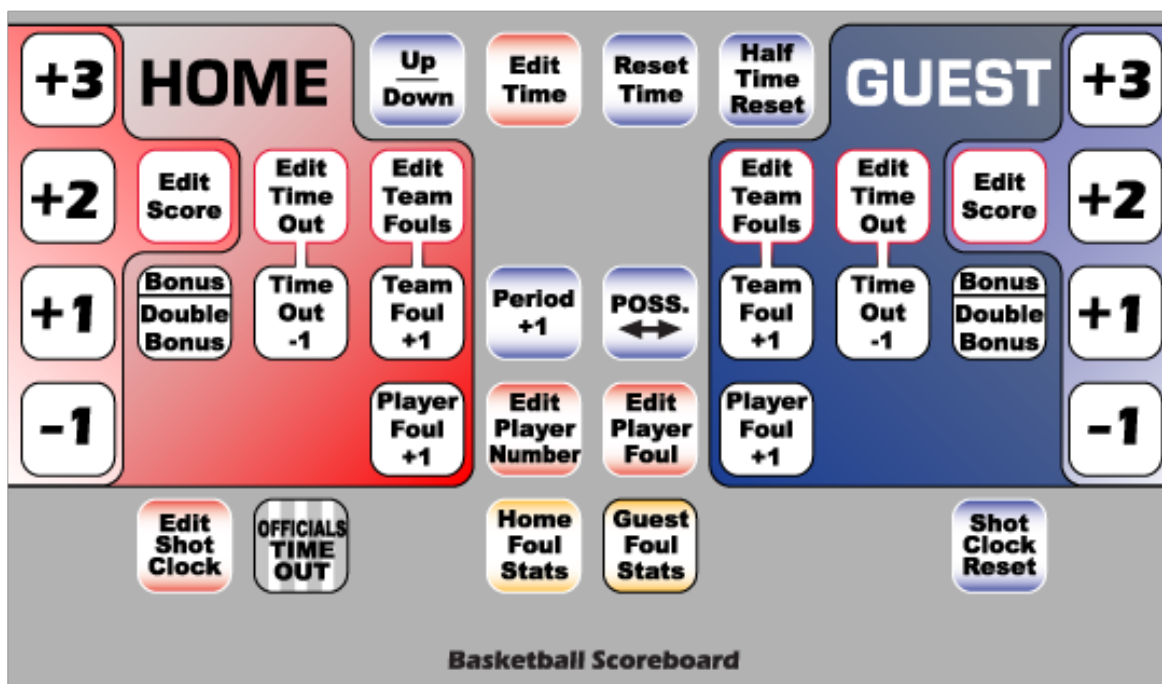 +3
HOME
Up
Down
Edit
Time
Reset
Time
Half
Time
Reset
GUEST
+3
+2
Edit
Score
Edit
Time
Out
Edit
Team
Fouls
Edit
Team
Fouls
Edit
Time
Out
Edit
Score
+2
+1
Bonus
Double
Bonus
Time
Out
-1
Team
Foul
+1
Period
+1
POSS.
Team
Foul
+1
Time
Out
-1
Bonus
Double
Bonus
+1
-1
Player
Foul
+1
Edit
Player
Number
Edit
Player
Foul
Player
Foul
+1
-1
Edit
Shot
Clock
OFFICIALS
TIME
OUT
Home
Foul
Stats
Guest
Foul
Stats
Shot
Clock
Reset
Basketball Scoreboard